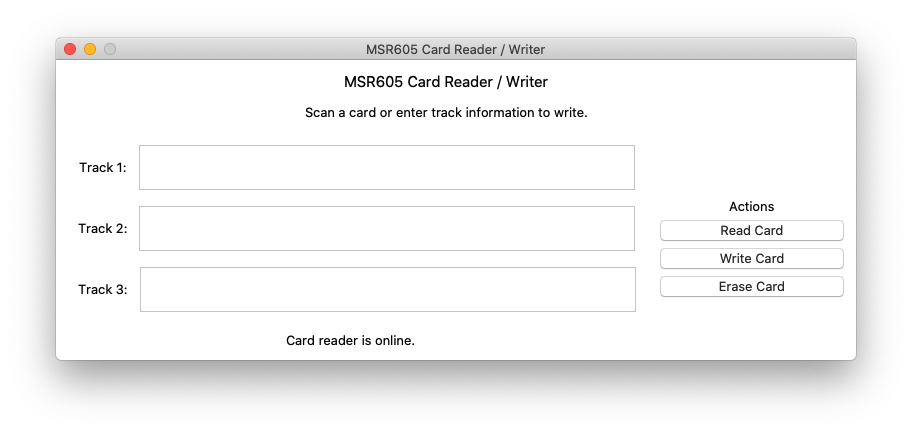 MSR605 Card Reader / Writer
MSR605 Card Reader / Writer
Scan a card or enter track information to write.
Track 1:
Track 2:
Track 3:
Actions
Read Card
Write Card
Erase Card
Card reader is online.